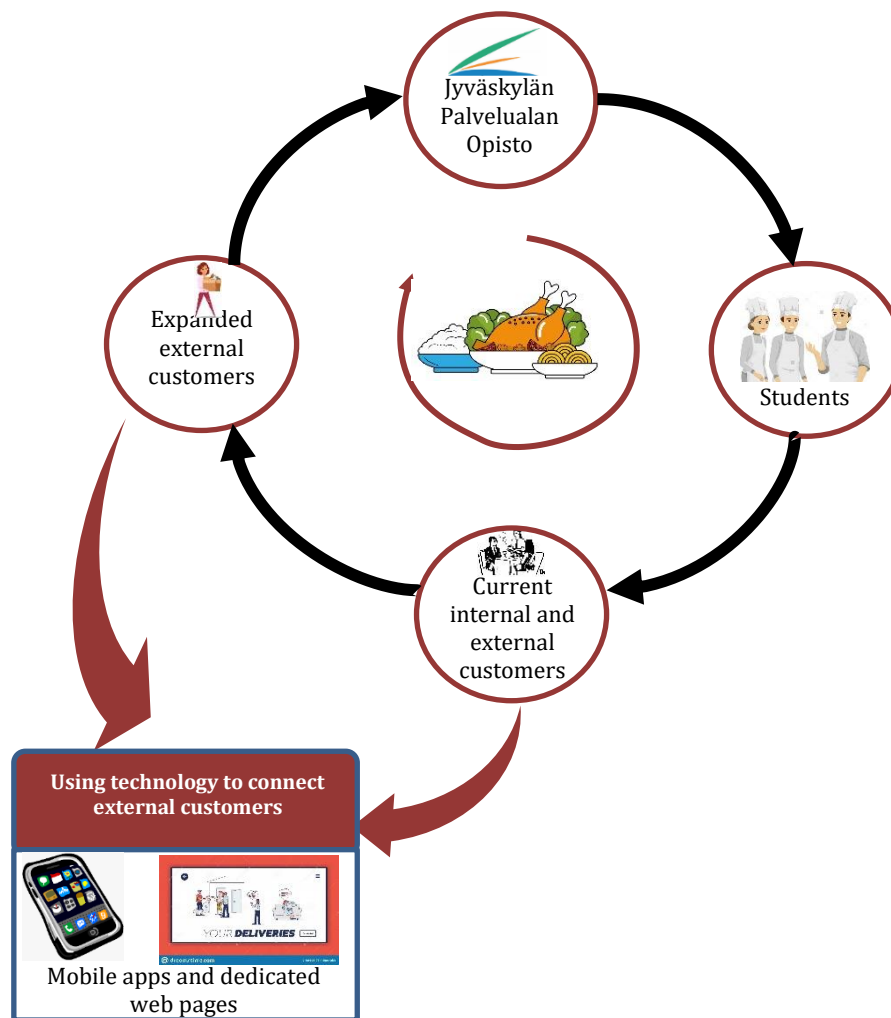 Jyväskylän
Palvelualan
Opisto
Expanded
external
customers
Students
Current
internal and
external
customers
Using technology to connect
external customers
YOUR DELIVERIES
Mobile apps and dedicated
web pages